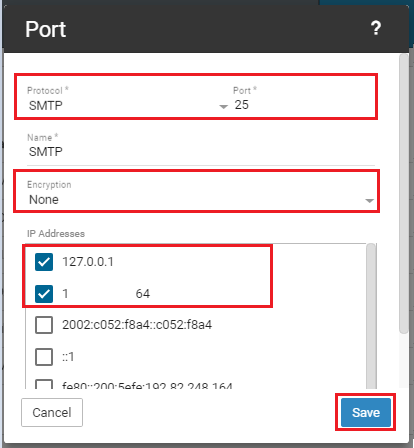 Port ?
Protocol * Port *
SMTP 25
Name *
SMTP
Encryption
None
IP Addresses
127.0.0.1
1 64
2002:c052:f8a4::c052:f8a4
::1
fe80::200:5efe:192.82.248.164
Cancel Save